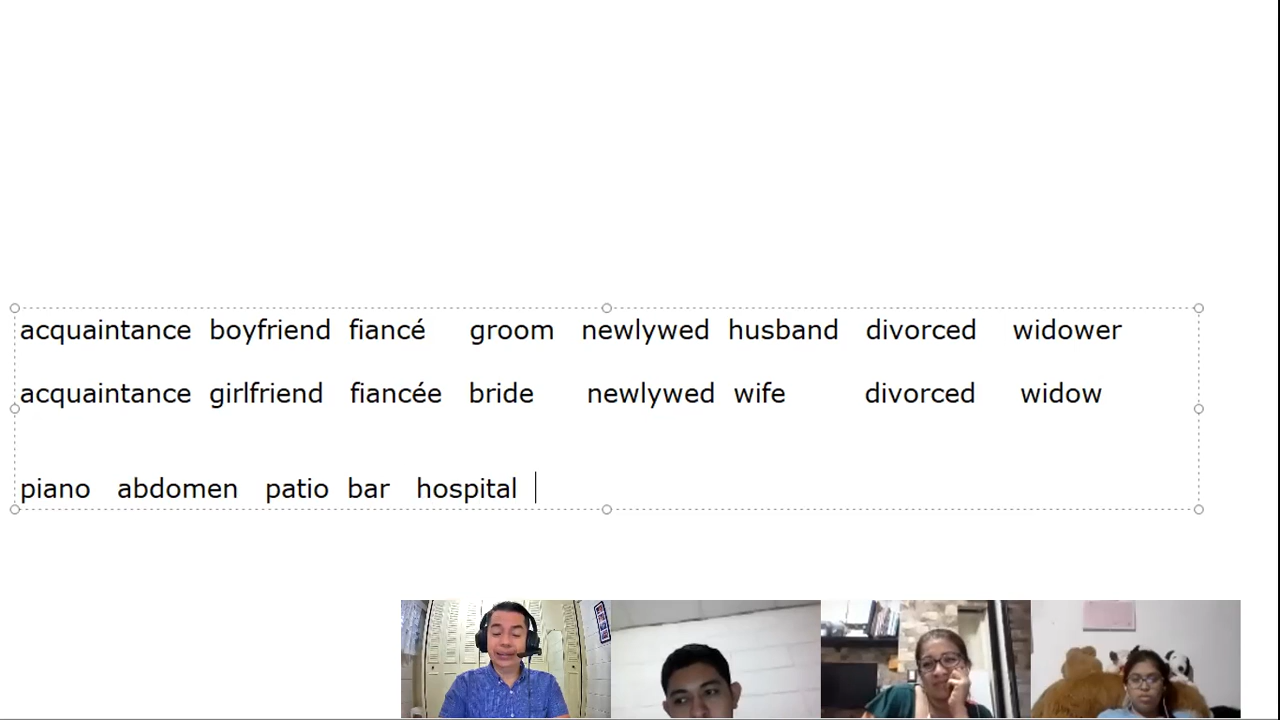 acquaintance boyfriend fiancé groom newlywed husband divorced widower
acquaintance girlfriend fiancée bride newlywed wife divorced widow
piano abdomen patio bar hospital